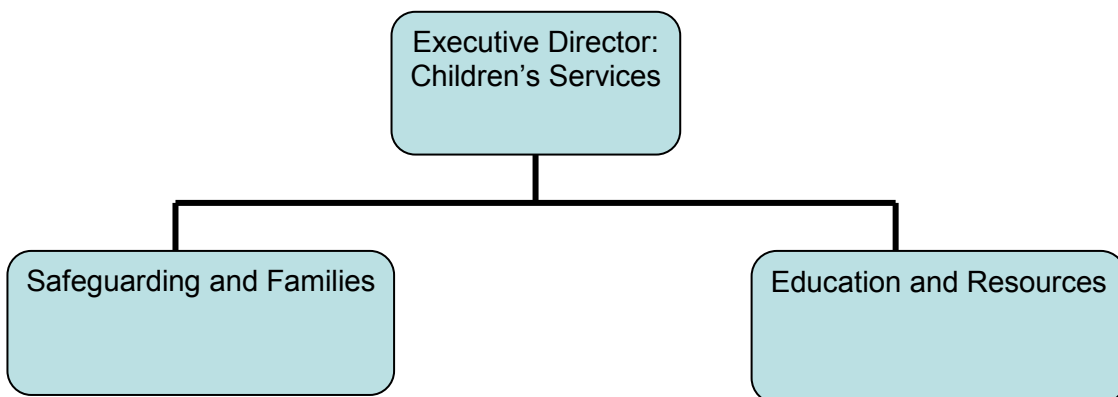 Executive Director:
Children’s Services
Safeguarding and Families
Education and Resources